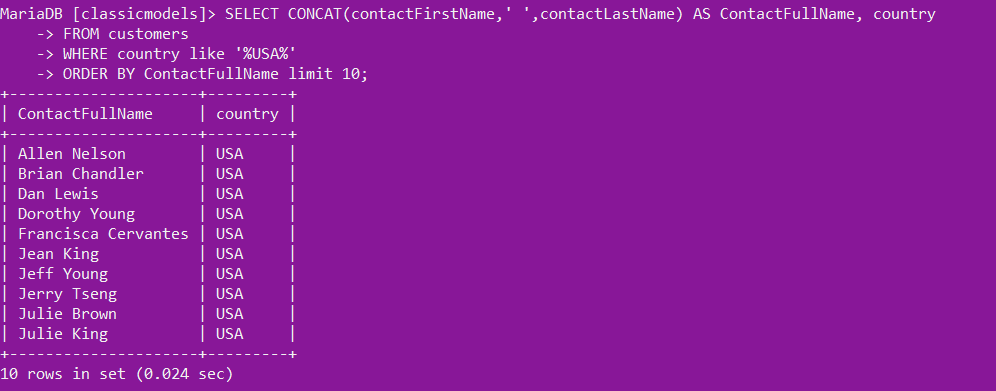 MariaDB [classicmodels]> SELECT CONCAT(contactFirstName,' ',contactLastName) AS ContactFullName, country
    -> FROM customers
    -> WHERE country like '%USA%'
    -> ORDER BY ContactFullName limit 10;
+---------------------+---------+
| ContactFullName     | country |
+---------------------+---------+
| Allen Nelson        | USA     |
| Brian Chandler      | USA     |
| Dan Lewis           | USA     |
| Dorothy Young       | USA     |
| Francisca Cervantes | USA     |
| Jean King           | USA     |
| Jeff Young          | USA     |
| Jerry Tseng         | USA     |
| Julie Brown         | USA     |
| Julie King          | USA     |
+---------------------+---------+
10 rows in set (0.024 sec)